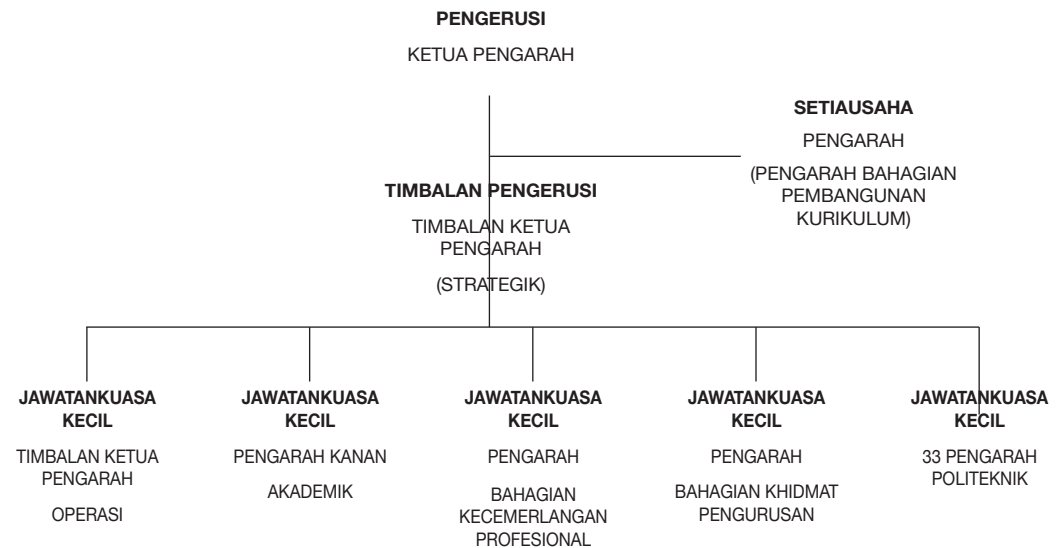 PENGERUSI
KETUA PENGARAH
SETIAUSAHA
PENGARAH
(PENGARAH BAHAGIAN
PEMBANGUNAN
KURIKULUM)
TIMBALAN PENGERUSI
TIMBALAN KETUA
PENGARAH
(STRATEGIK)
JAWATANKUASA
KECIL
TIMBALAN KETUA
PENGARAH
OPERASI
JAWATANKUASA
KECIL
PENGARAH KANAN
AKADEMIK
JAWATANKUASA
KECIL
PENGARAH
BAHAGIAN
KECEMERLANGAN
PROFESIONAL
JAWATANKUASA
KECIL
PENGARAH
BAHAGIAN KHIDMAT
PENGURUSAN
JAWATANKUASA
KECIL
33 PENGARAH
POLITEKNIK